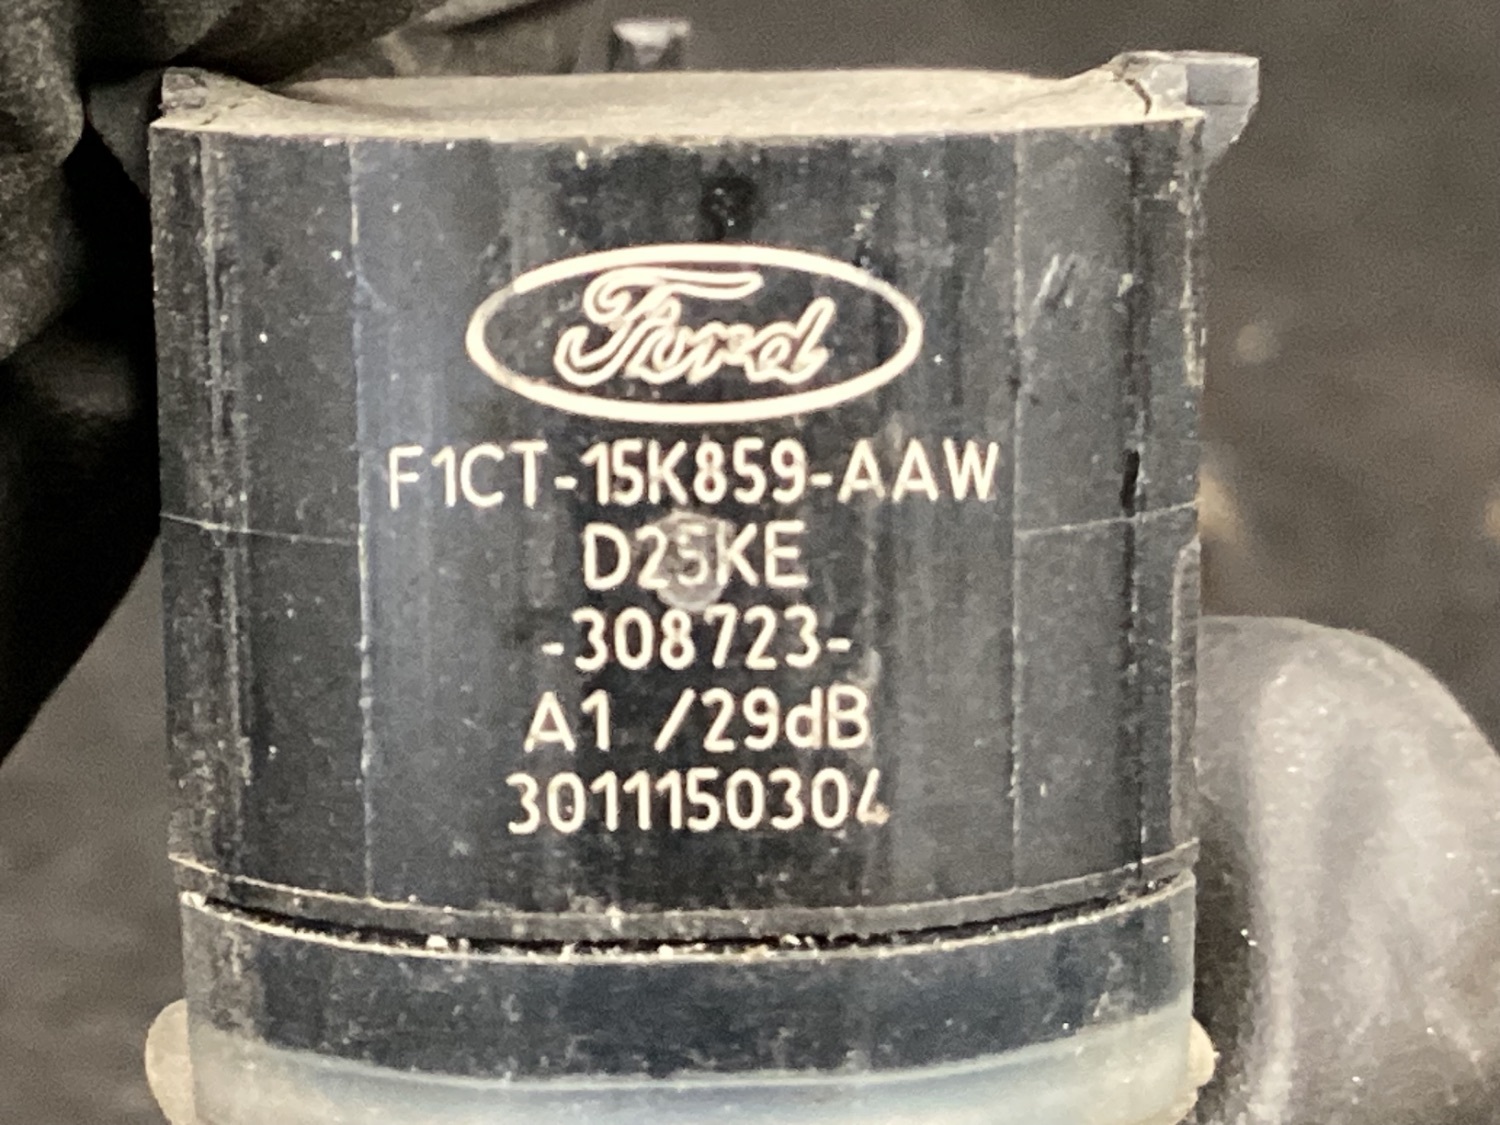 Ford
F1CT-15K859-AAW
D25KE
-308723-
A1 /29dB
3011150304